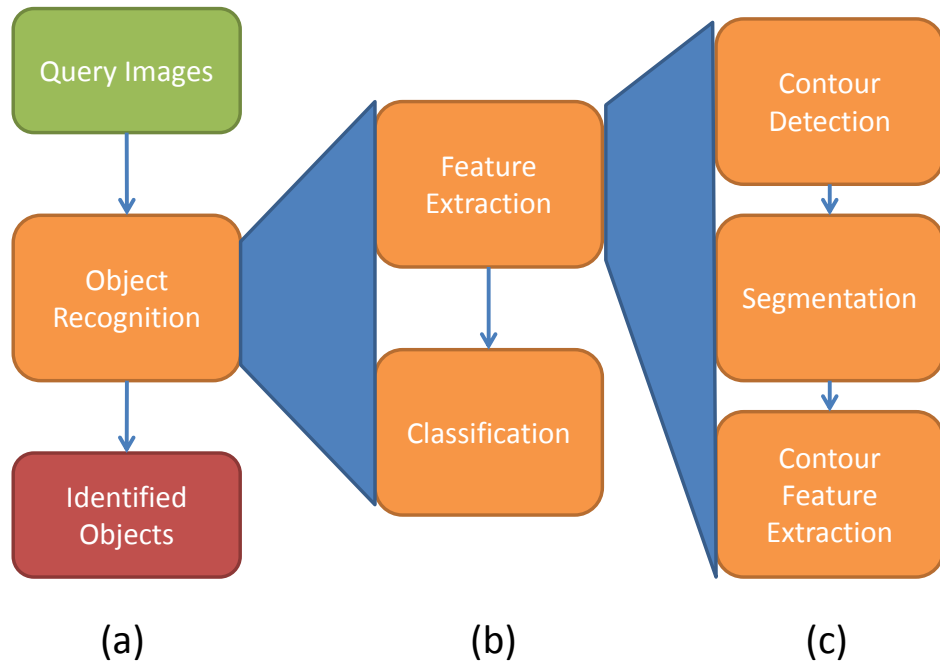 Query Images
Object
Recognition
Identified
Objects
Feature
Extraction
Classification
Contour
Detection
Segmentation
Contour
Feature
Extraction
(a)
(b)
(c)